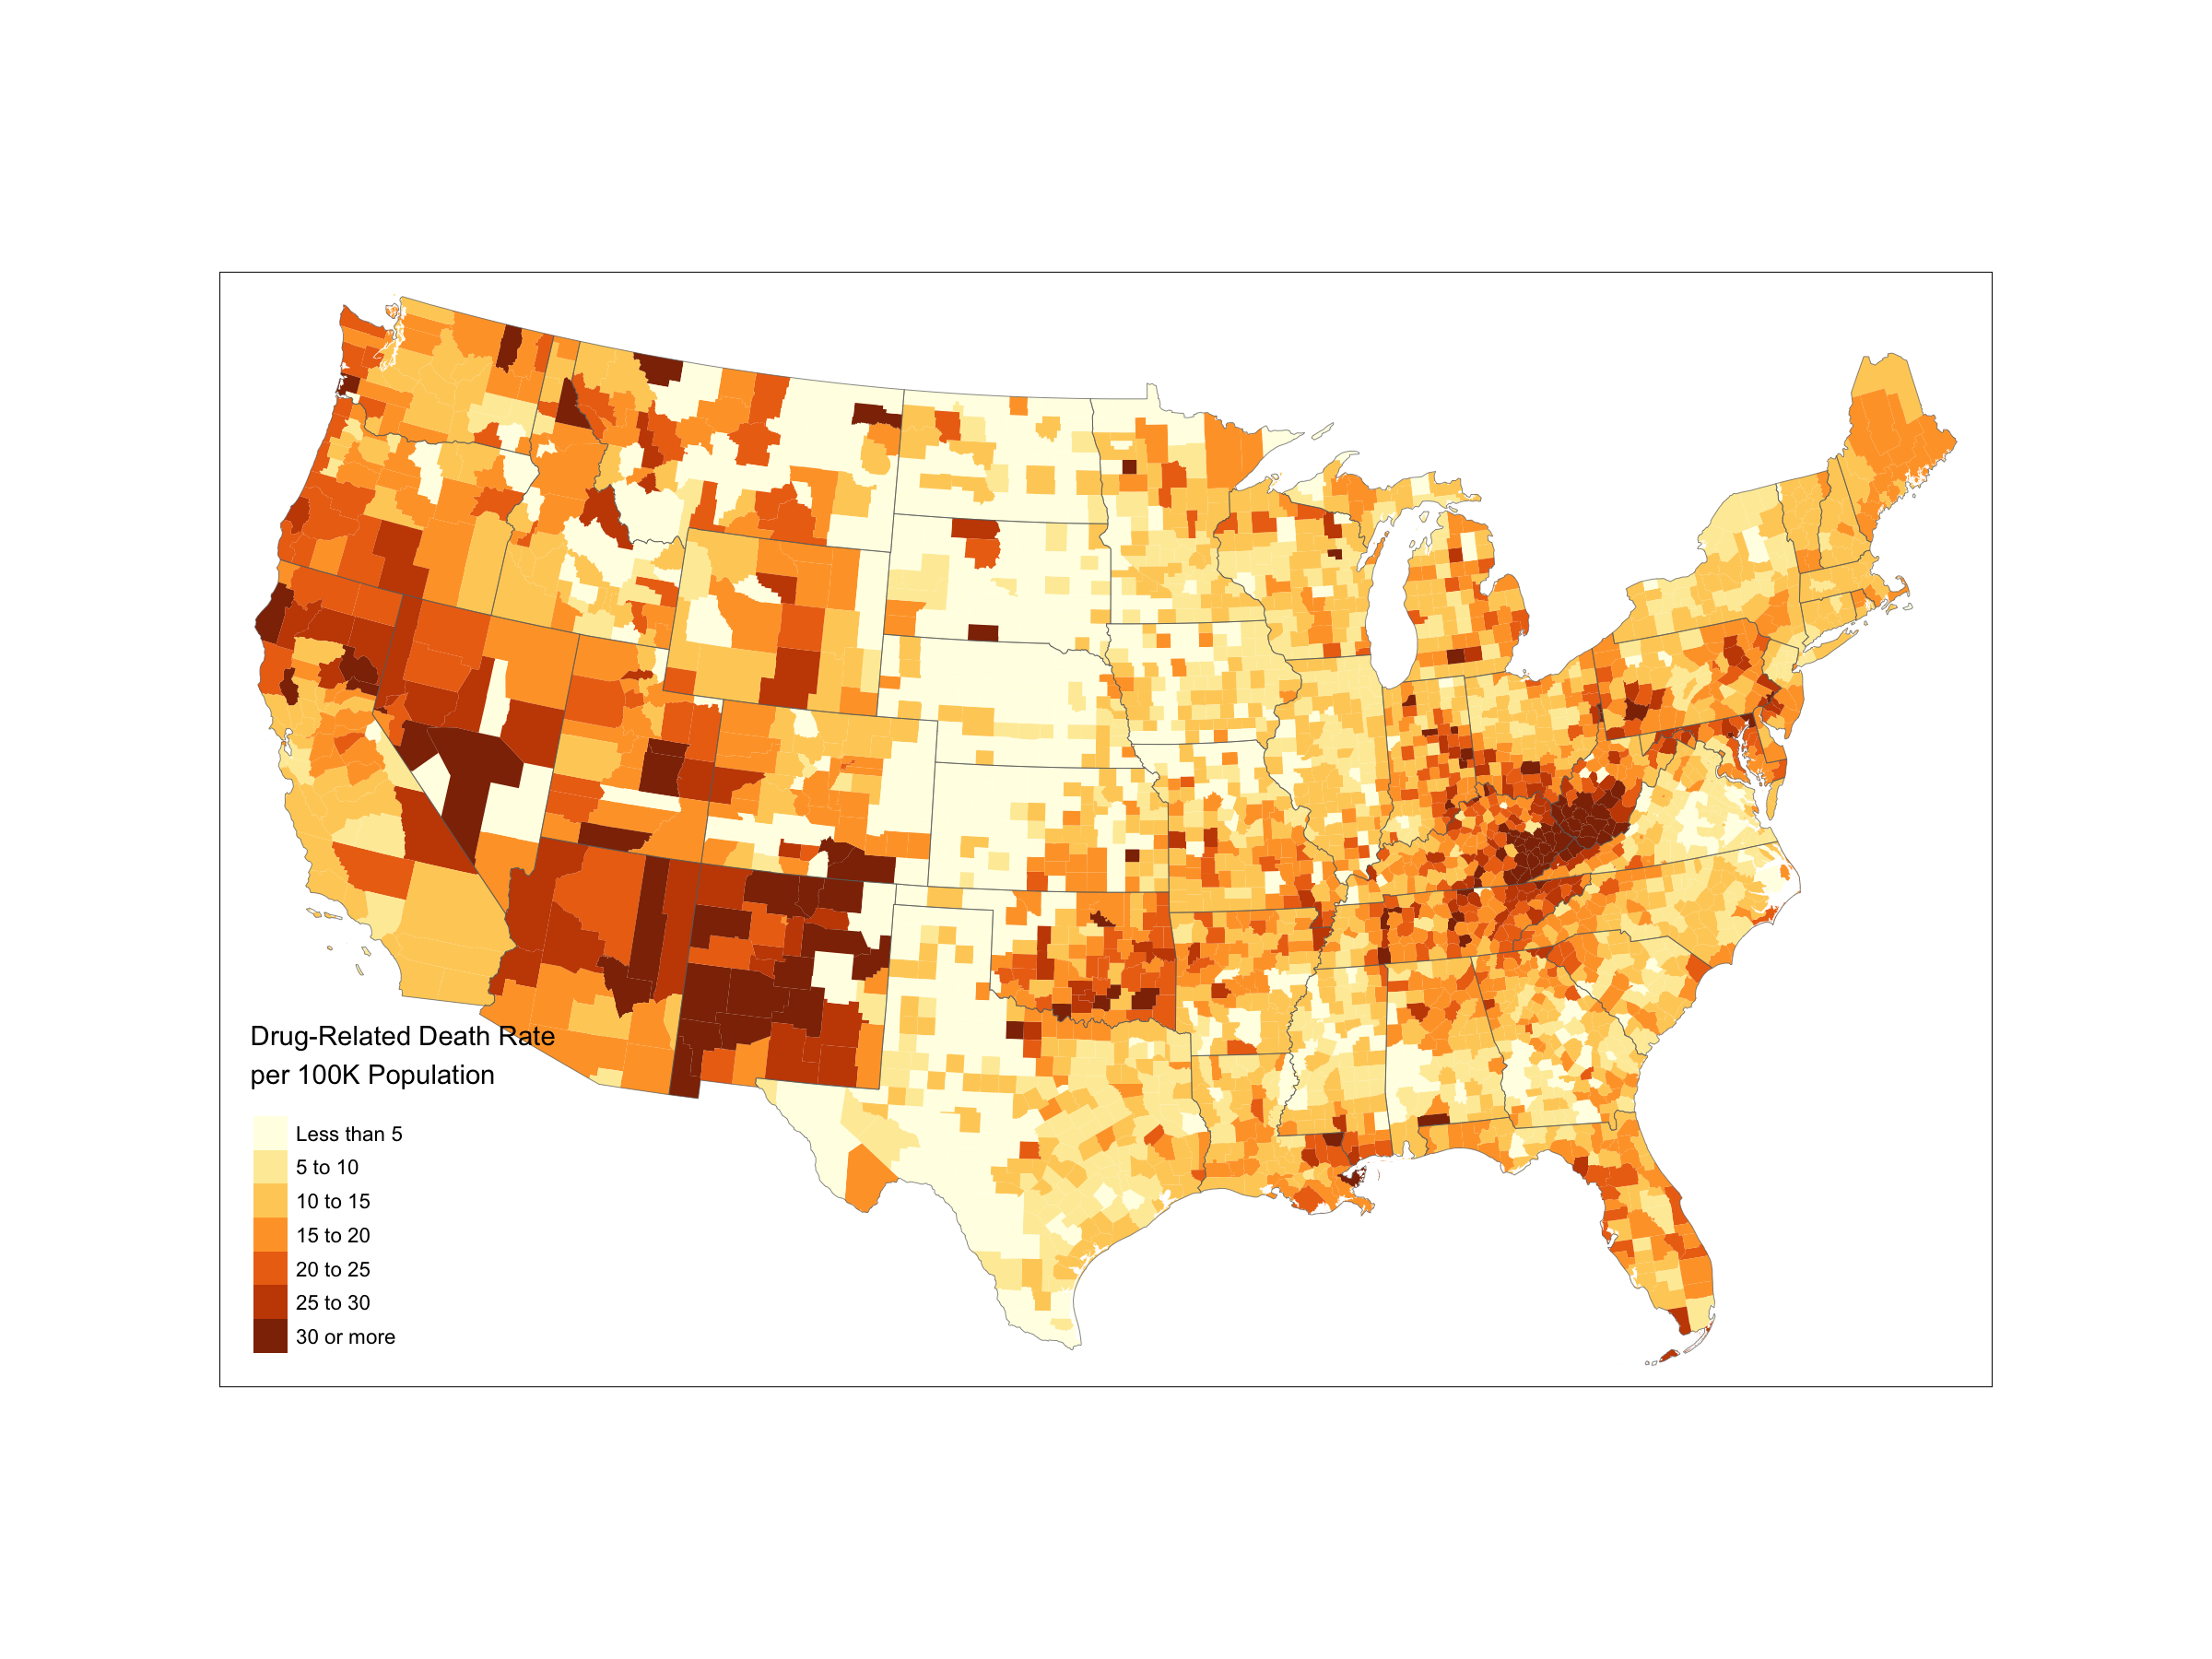 Drug-Related Death Rate
per 100K Population
Less than 5
5 to 10
10 to 15
15 to 20
20 to 25
25 to 30
30 or more